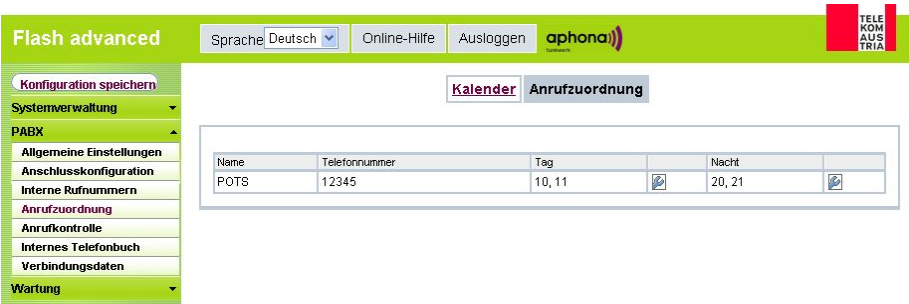 Flash advanced
Sprache Deutsch
Online-Hilfe
Ausloggen
aphona
funkwerk
TELE
KOM
AUS
TRIA
Konfiguration speichern
Systemverwaltung
PABX
Allgemeine Einstellungen
Anschlusskonfiguration
Interne Rufnummern
Anrufzuordnung
Anrufkontrolle
Internes Telefonbuch
Verbindungsdaten
Wartung
Kalender Anrufzuordnung
Name Telefonnummer Tag Nacht
POTS 12345 10, 11 20, 21